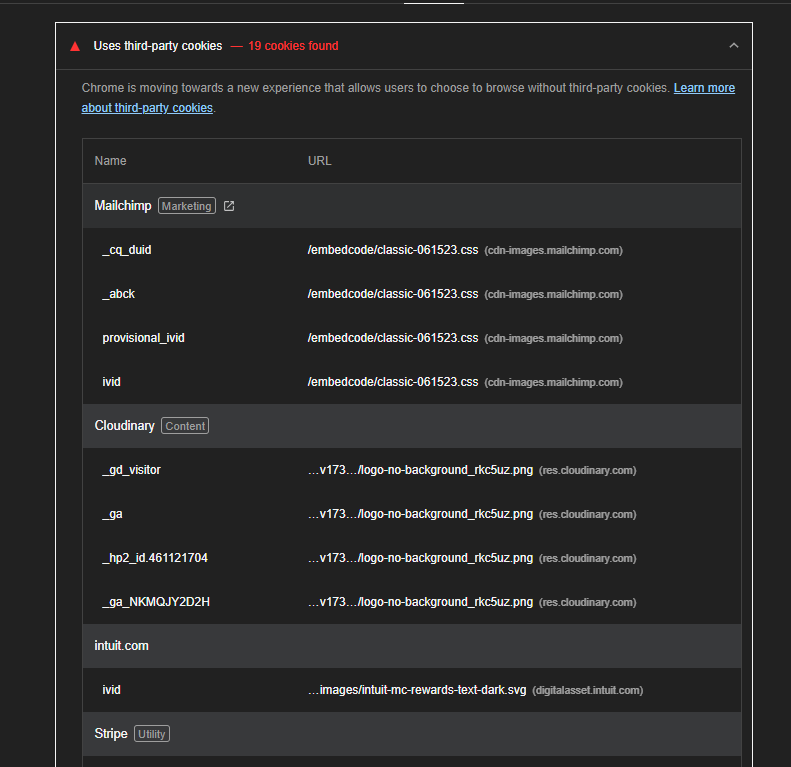 Uses third-party cookies — 19 cookies found
Chrome is moving towards a new experience that allows users to choose to browse without third-party cookies. Learn more
about third-party cookies.
Name URL
Mailchimp Marketing
_cq_duid /embedcode/classic-061523.css (cdn-images.mailchimp.com)
_abck /embedcode/classic-061523.css (cdn-images.mailchimp.com)
provisional_ivid /embedcode/classic-061523.css (cdn-images.mailchimp.com)
ivid /embedcode/classic-061523.css (cdn-images.mailchimp.com)
Cloudinary Content
_gd_visitor …v173…/logo-no-background_rkc5uz.png (res.cloudinary.com)
_ga …v173…/logo-no-background_rkc5uz.png (res.cloudinary.com)
_hp2_id.461121704 …v173…/logo-no-background_rkc5uz.png (res.cloudinary.com)
_ga_NKMQJY2D2H …v173…/logo-no-background_rkc5uz.png (res.cloudinary.com)
intuit.com
ivid …images/intuit-mc-rewards-text-dark.svg (digitalasset.intuit.com)
Stripe Utility